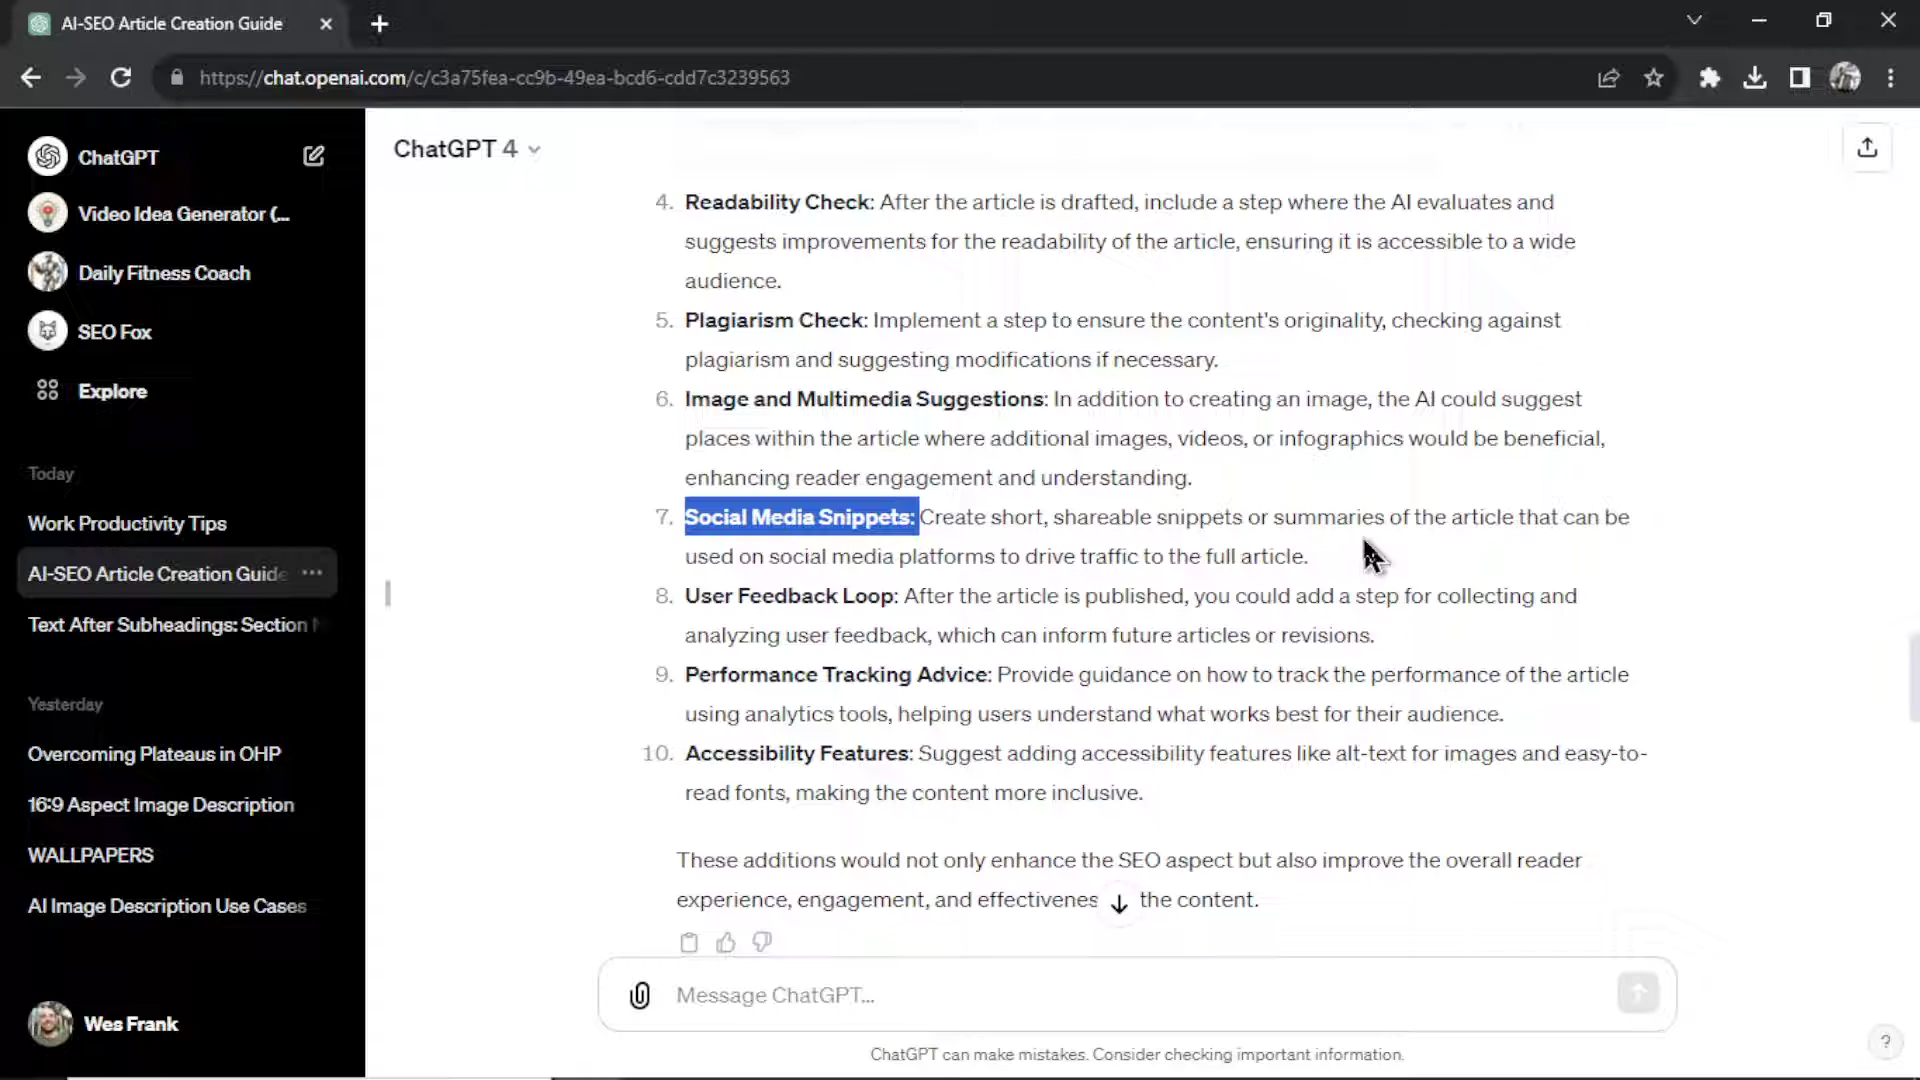 AI-SEO Article Creation Guide
https://chat.openai.com/c/c3a75fea-cc9b-49ea-bcd6-cdd7c3239563
ChatGPT
Video Idea Generator (...
Daily Fitness Coach
SEO Fox
Explore
Today
Work Productivity Tips
AI-SEO Article Creation Guide ...
Text After Subheadings: Section
Yesterday
Overcoming Plateaus in OHP
16:9 Aspect Image Description
WALLPAPERS
AI Image Description Use Cases
Wes Frank
ChatGPT 4
4. Readability Check: After the article is drafted, include a step where the AI evaluates and
suggests improvements for the readability of the article, ensuring it is accessible to a wide
audience.
5. Plagiarism Check: Implement a step to ensure the content's originality, checking against
plagiarism and suggesting modifications if necessary.
6. Image and Multimedia Suggestions: In addition to creating an image, the AI could suggest
places within the article where additional images, videos, or infographics would be beneficial,
enhancing reader engagement and understanding.
7. Social Media Snippets: Create short, shareable snippets or summaries of the article that can be
used on social media platforms to drive traffic to the full article.
8. User Feedback Loop: After the article is published, you could add a step for collecting and
analyzing user feedback, which can inform future articles or revisions.
9. Performance Tracking Advice: Provide guidance on how to track the performance of the article
using analytics tools, helping users understand what works best for their audience.
10. Accessibility Features: Suggest adding accessibility features like alt-text for images and easy-to-
read fonts, making the content more inclusive.
These additions would not only enhance the SEO aspect but also improve the overall reader
experience, engagement, and effectivenes the content.
Message ChatGPT...
ChatGPT can make mistakes. Consider checking important information.
?